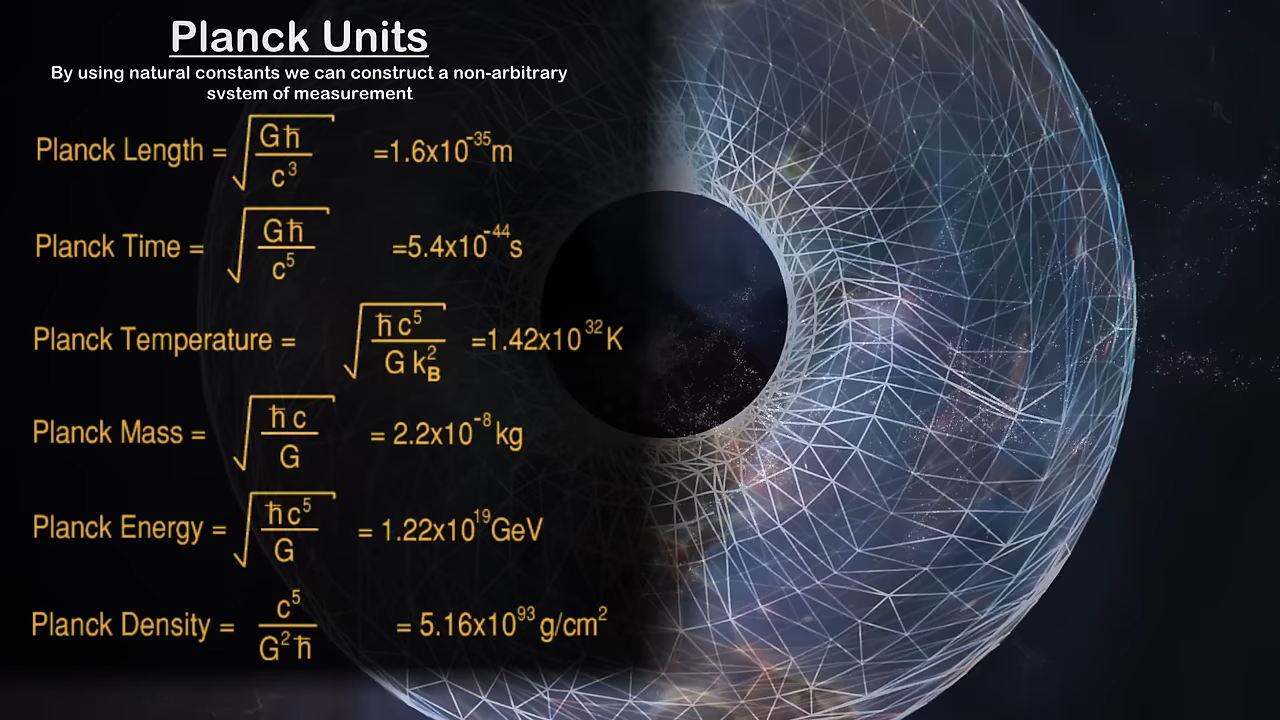 Planck Units
By using natural constants we can construct a non-arbitrary
system of measurement
Planck Length = √(Għ/c³) =1.6x10⁻³⁵m
Planck Time = √(Għ/c⁵) =5.4x10⁻⁴⁴s
Planck Temperature = √(ħc⁵/Gk_B²) =1.42x10³²K
Planck Mass = √(ħc/G) = 2.2x10⁻⁸kg
Planck Energy = √(ħc⁵/G) = 1.22x10¹⁹GeV
Planck Density = c⁵/G²ħ = 5.16x10⁹³g/cm²